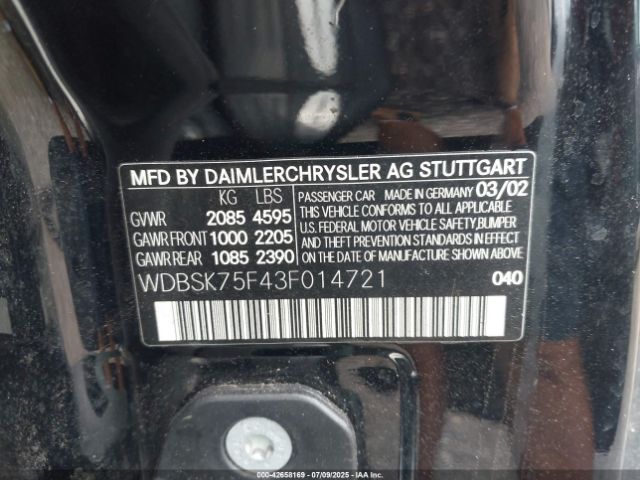 MFD BY DAIMLERCHRYSLER AG STUTTGART
KG LBS
GVWR 2085 4595
GAWR FRONT 1000 2205
GAWR REAR 1085 2390
PASSENGER CAR MADE IN GERMANY 03/02
THIS VEHICLE CONFORMS TO ALL APPLICABLE
U.S. FEDERAL MOTOR VEHICLE SAFETY,BUMPER
AND THEFT PREVENTION STANDARDS IN
EFFECT ON THE DATE OF MANUFACTURE
SHOWN ABOVE.
WDBSK75F43F014721 040
000-42658169 - 07/09/2025 - IAAI.COM